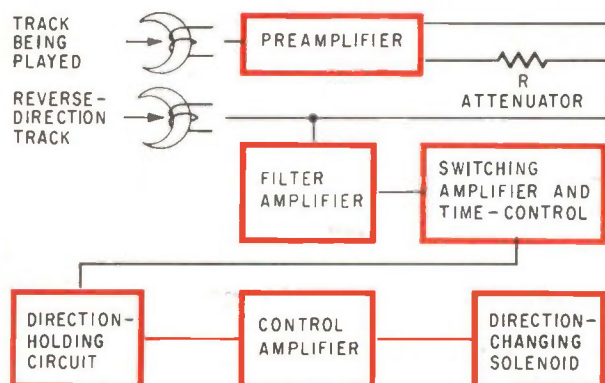 TRACK
BEING
PLAYED
PREAMPLIFIER
R
ATTENUATOR
REVERSE-
DIRECTION
TRACK
FILTER
AMPLIFIER
SWITCHING
AMPLIFIER AND
TIME-CONTROL
DIRECTION-
HOLDING
CIRCUIT
CONTROL
AMPLIFIER
DIRECTION-
CHANGING
SOLENOID